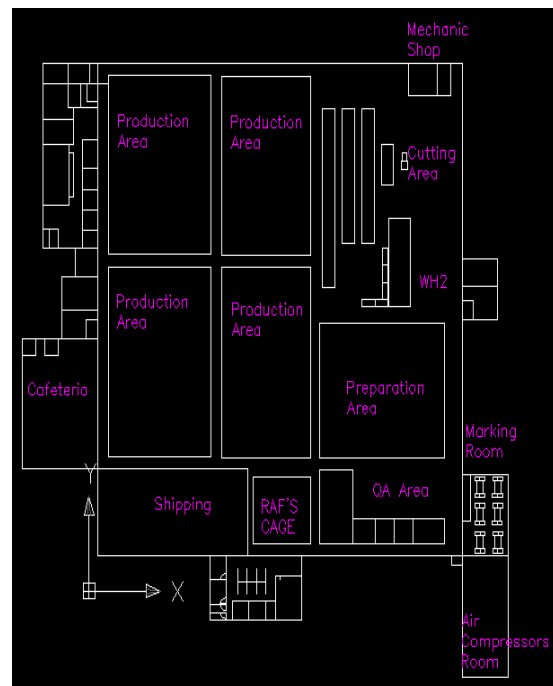 Mechanic
Shop
Production
Area
Production
Area
Cutting
Area
WH2
Production
Area
Production
Area
Cafeteria
Preparation
Area
Marking
Room
Y
Shipping
RAF'S
CAGE
QA Area
X
Air
Compressors
Room